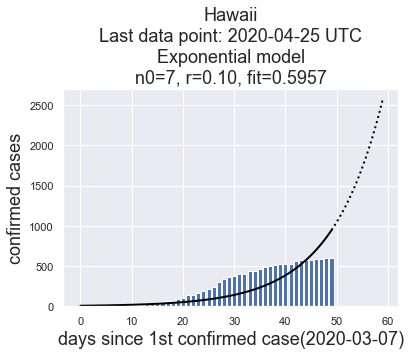 Hawaii
Last data point: 2020-04-25 UTC
Exponential model
n0=7, r=0.10, fit=0.5957
2500
2000
1500
1000
500
0
confirmed cases
0 10 20 30 40 50 60
days since 1st confirmed case(2020-03-07)